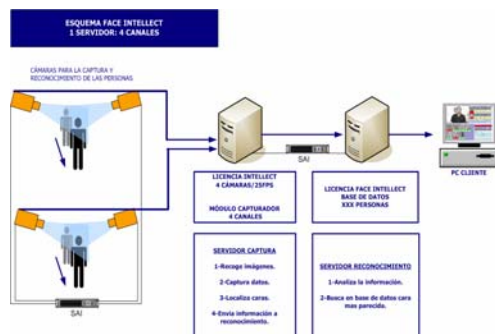 ESQUEMA FACE INTELLECT
1 SERVIDOR: 4 CANALES
CÁMARAS PARA LA CAPTURA Y
RECONOCIMIENTO DE LAS PERSONAS
SAI
PC CLIENTE
LICENCIA INTELLECT
4 CÁMARAS/25FPS
MÓDULO CAPTURADOR
4 CANALES
LICENCIA FACE INTELLECT
BASE DE DATOS
XXX PERSONAS
SERVIDOR CAPTURA
1-Recoge imágenes.
2-Captura datos.
3-Localiza caras.
4-Envia información a
reconocimiento.
SERVIDOR RECONOCIMIENTO
1-Analiza la información.
2-Busca en base de datos cara
mas parecida.
SAI